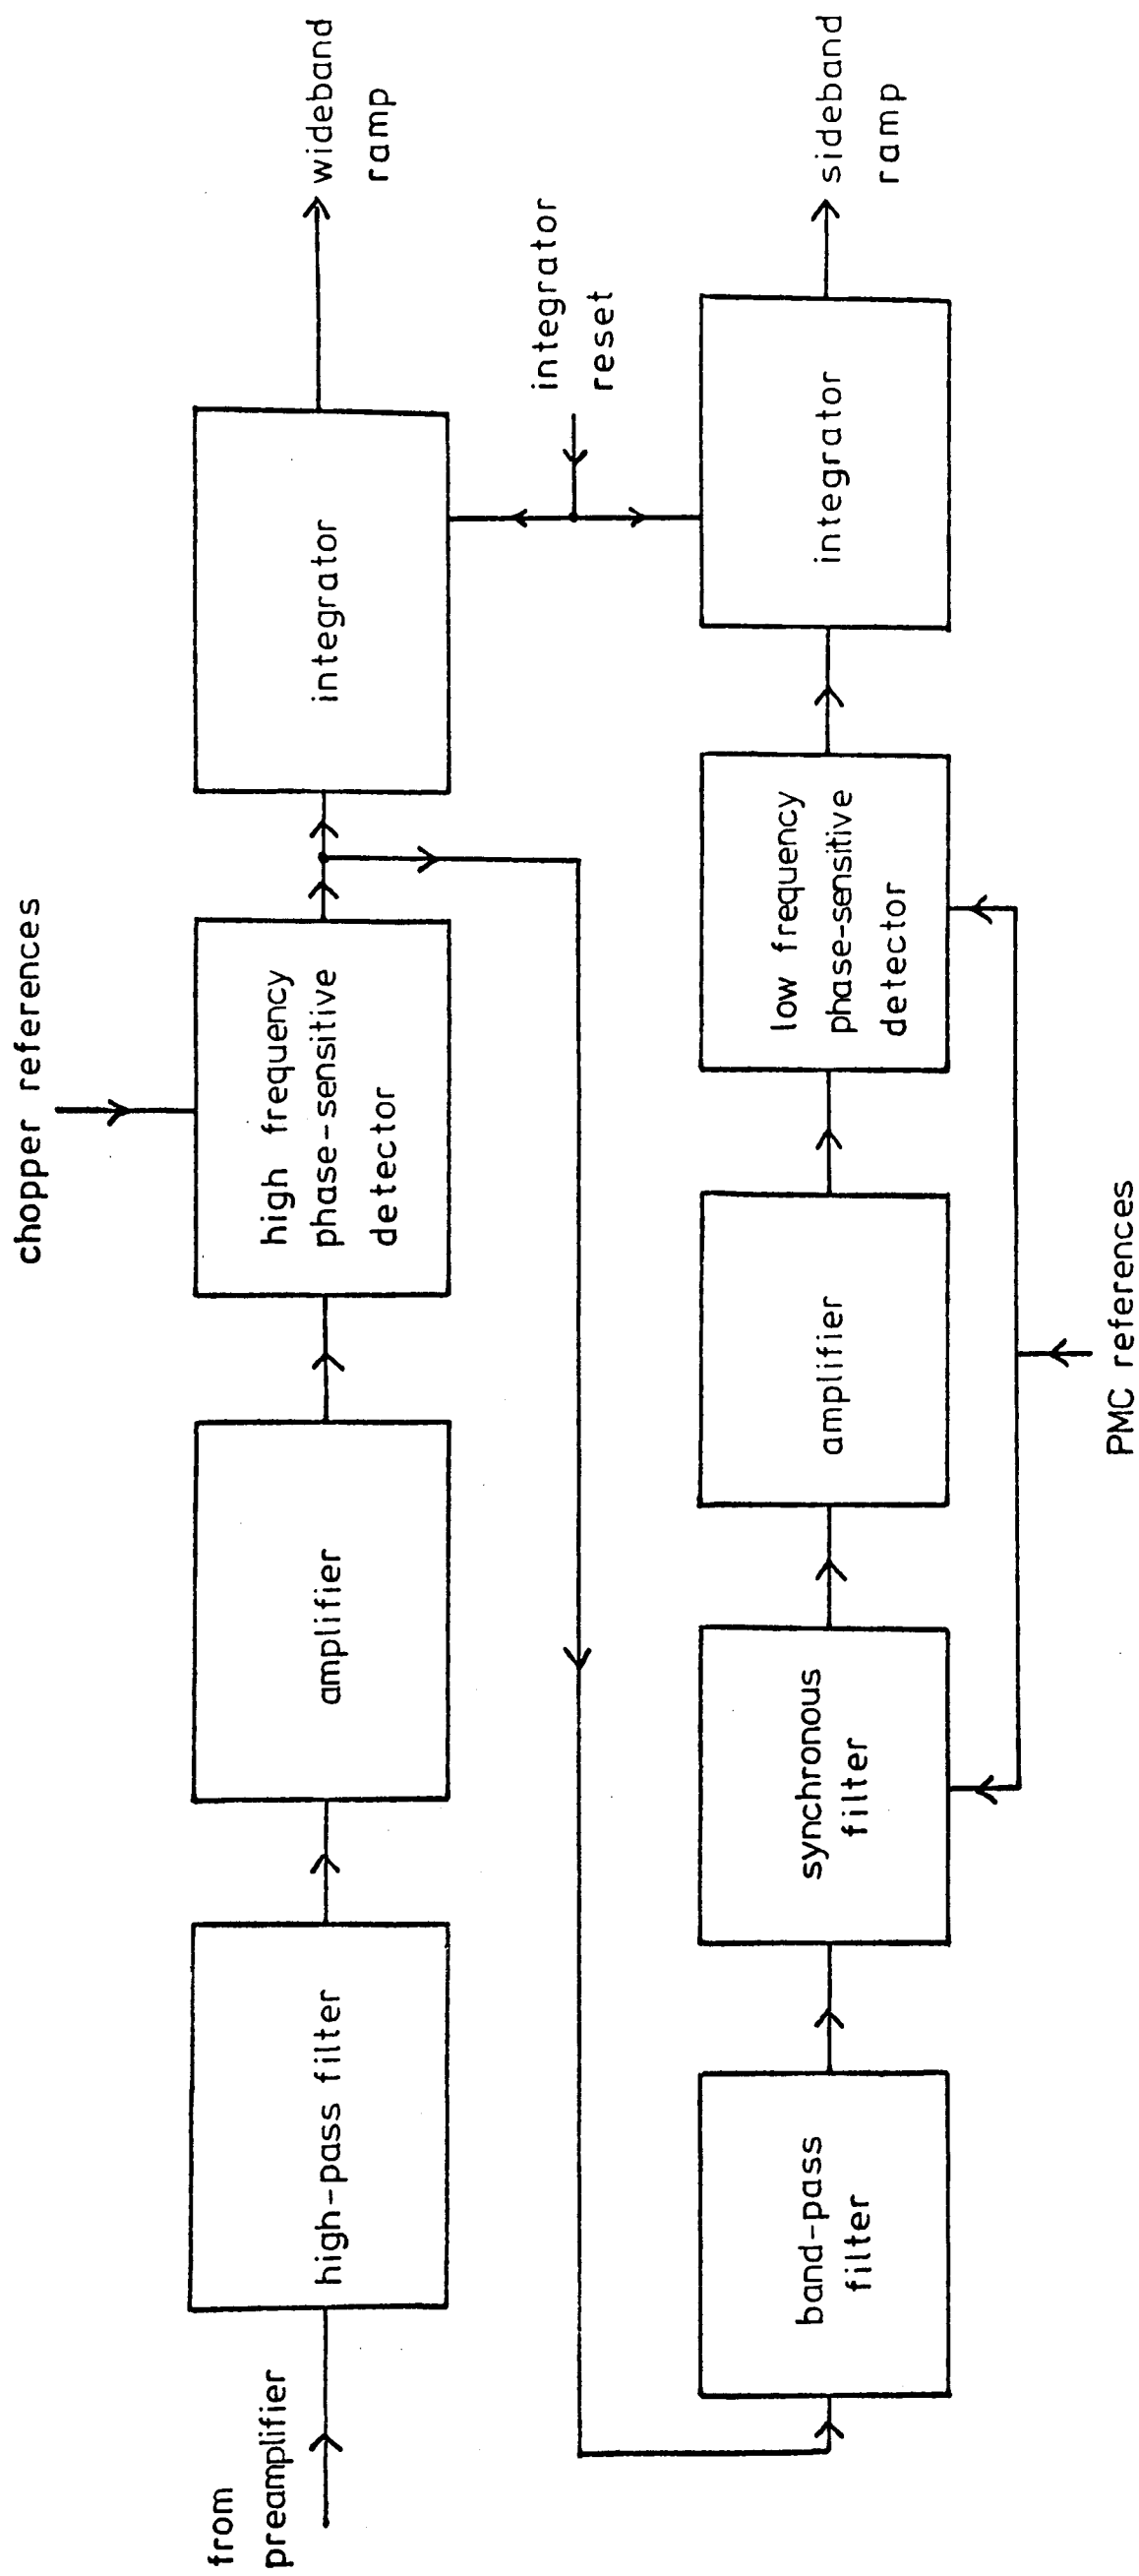 chopper references
from
preamplifier
high-pass filter
amplifier
high frequency
phase-sensitive
detector
integrator
wideband
ramp
integrator
reset
band-pass
filter
synchronous
filter
amplifier
low frequency
phase-sensitive
detector
integrator
sideband
ramp
PMC references